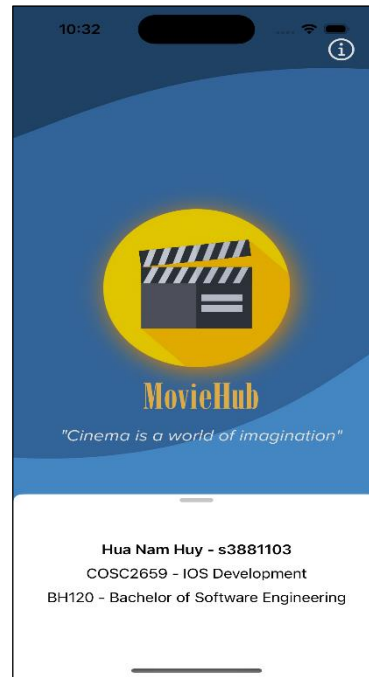 10:32
MovieHub
"Cinema is a world of imagination"
Hua Nam Huy - s3881103
COSC2659 - IOS Development
BH120 - Bachelor of Software Engineering